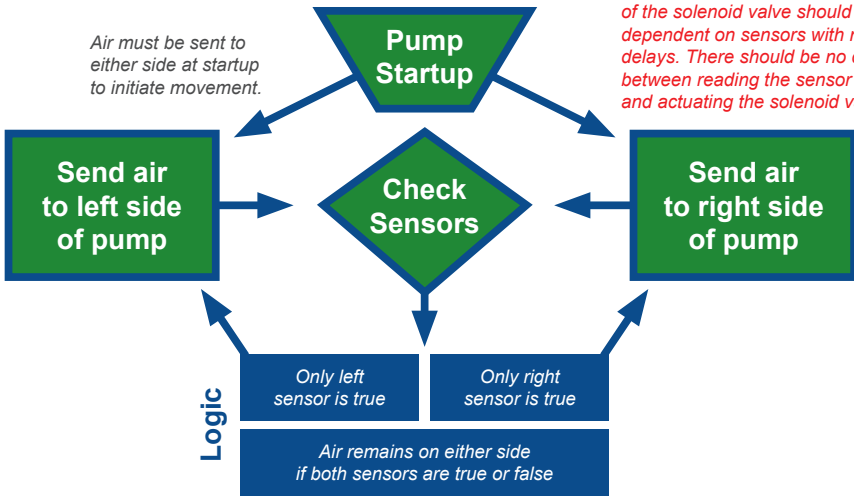 of the solenoid valve should
dependent on sensors with
delays. There should be no
between reading the sensor
and actuating the solenoid
Air must be sent to
either side at startup
to initiate movement.
Pump
Startup
Send air
to left side
of pump
Check
Sensors
Send air
to right side
of pump
Logic
Only left
sensor is true
Only right
sensor is true
Air remains on either side
if both sensors are true or false